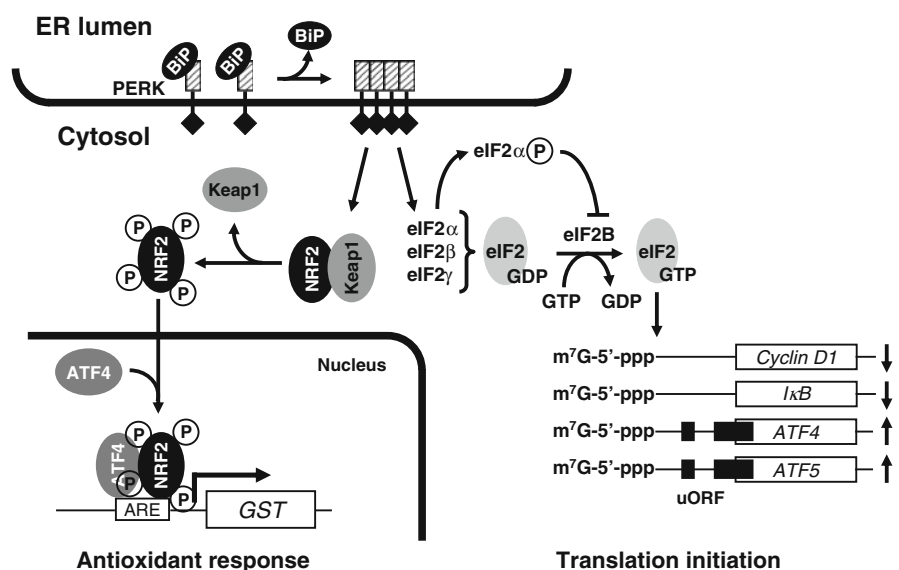 ER lumen
BiP
BiP
BiP
PERK
Cytosol
eIF2α P
Keap1
P
P
NRF2
P
P
NRF2
Keap1
eIF2α
eIF2β
eIF2γ
eIF2
GDP
eIF2B
GTP
GDP
eIF2
GTP
Nucleus
ATF4
P
P
ATF4
NRF2
P
P
ARE
GST
m⁷G-5'-ppp Cyclin D1
m⁷G-5'-ppp IκB
m⁷G-5'-ppp ATF4
m⁷G-5'-ppp ATF5
uORF
Antioxidant response
Translation initiation